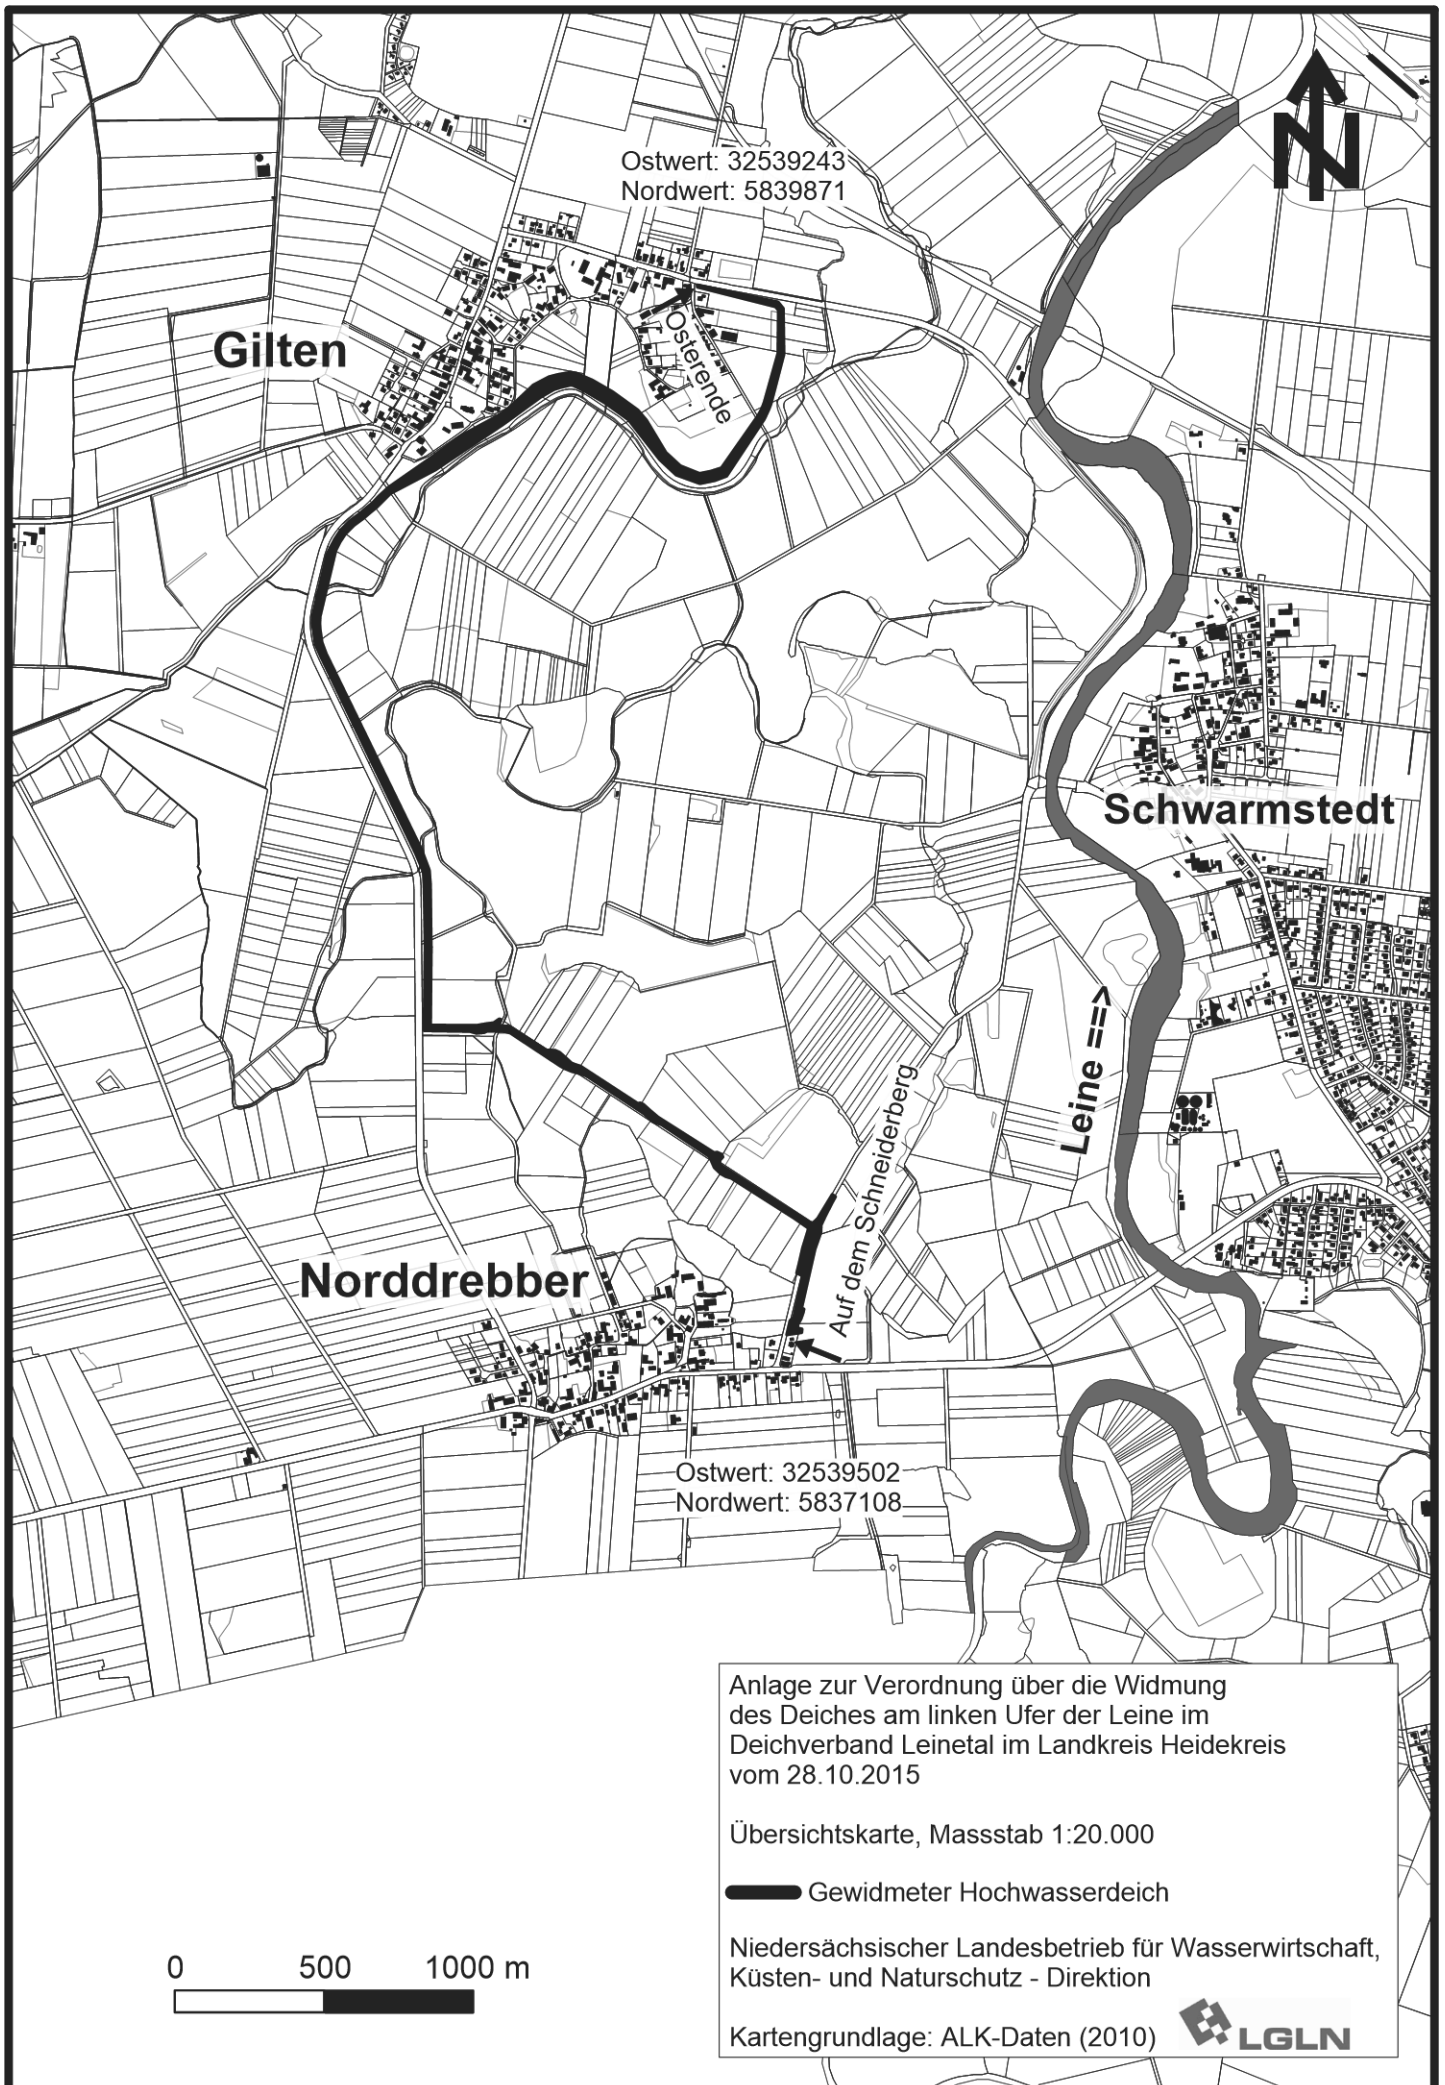 N
Ostwert: 32539243
Nordwert: 5839871
Gilten
Osterende
Schwarmstedt
Leine ==>
Auf dem Schneiderberg
Norddrebber
Ostwert: 32539502
Nordwert: 5837108
Anlage zur Verordnung über die Widmung
des Deiches am linken Ufer der Leine im
Deichverband Leinetal im Landkreis Heidekreis
vom 28.10.2015
Übersichtskarte, Massstab 1:20.000
Gewidmeter Hochwasserdeich
Niedersächsischer Landesbetrieb für Wasserwirtschaft,
Küsten- und Naturschutz - Direktion
Kartengrundlage: ALK-Daten (2010)
LGLN
0 500 1000 m